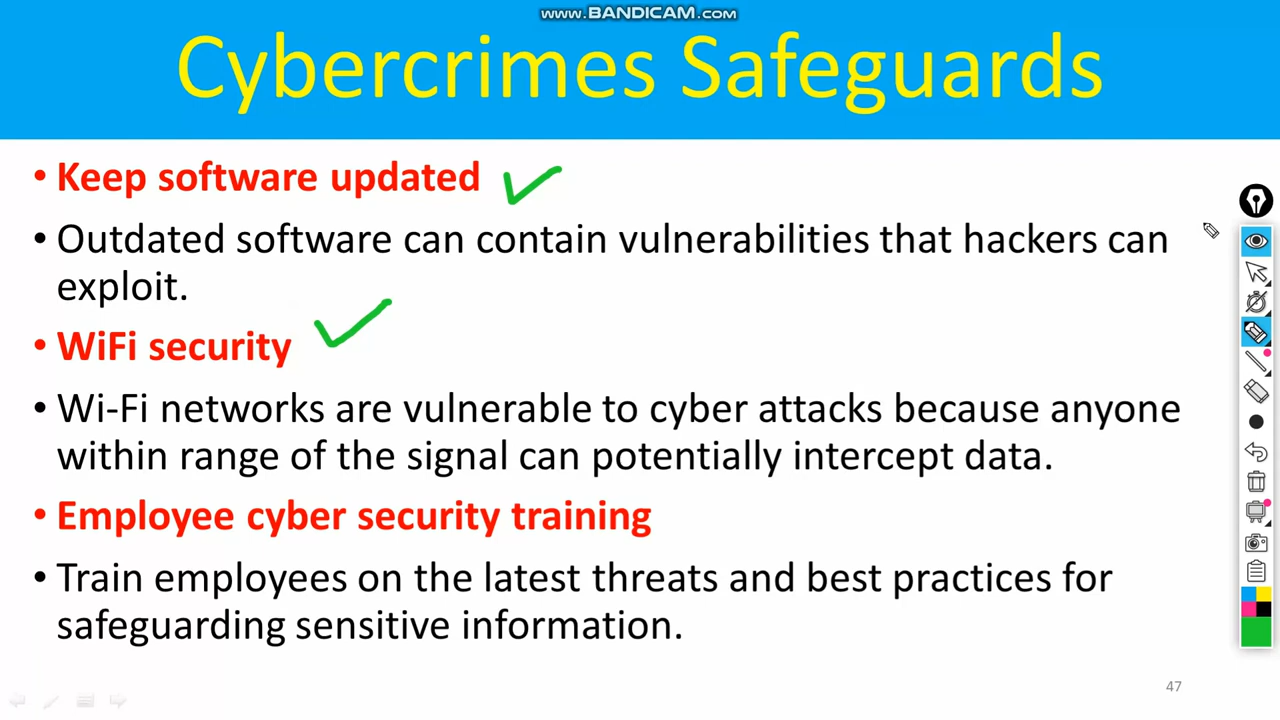 www.BANDICAM.com
Cybercrimes Safeguards
• Keep software updated
• Outdated software can contain vulnerabilities that hackers can
exploit.
• WiFi security
• Wi-Fi networks are vulnerable to cyber attacks because anyone
within range of the signal can potentially intercept data.
• Employee cyber security training
• Train employees on the latest threats and best practices for
safeguarding sensitive information.
47